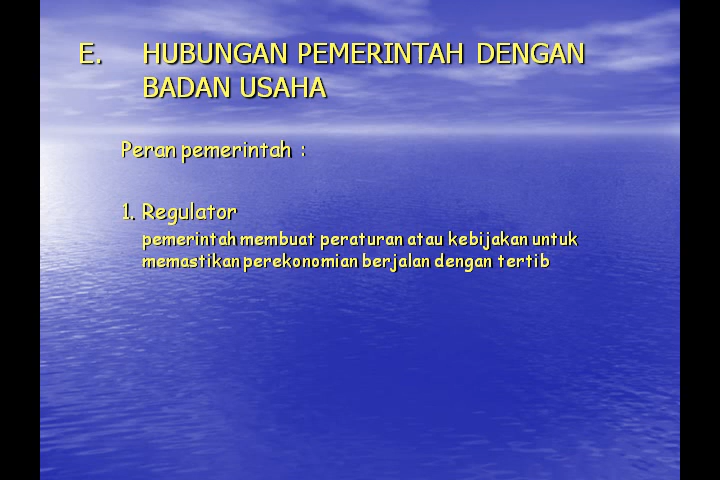 E. HUBUNGAN PEMERINTAH DENGAN
BADAN USAHA
Peran pemerintah :
1. Regulator
pemerintah membuat peraturan atau kebijakan untuk
memastikan perekonomian berjalan dengan tertib